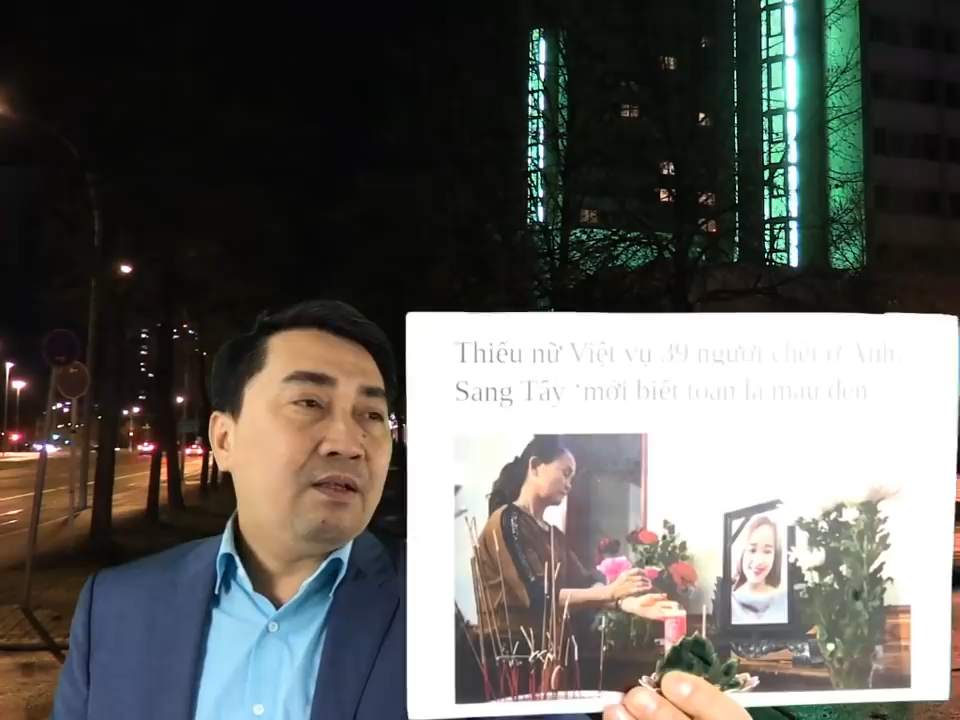 Thiếu nữ Việt vụ 39 người chết ở Anh:
Sang Tây 'mới biết toàn là màu đen